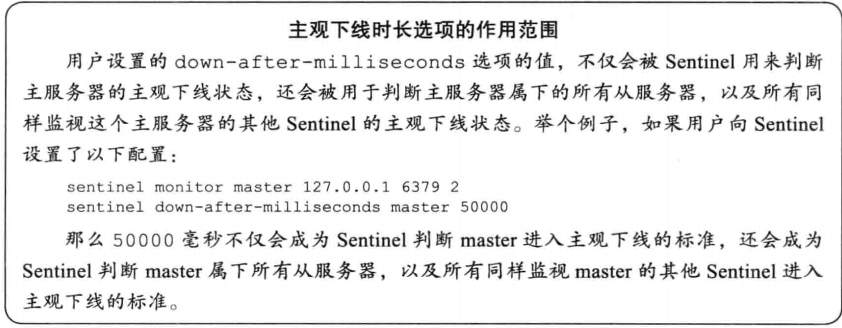 主观下线时长选项的作用范围
用户设置的 down-after-milliseconds 选项的值，不仅会被 Sentinel 用来判断
主服务器的主观下线状态，还会被用于判断主服务器属下的所有从服务器，以及所有同
样监视这个主服务器的其他 Sentinel 的主观下线状态。举个例子，如果用户向 Sentinel
设置了以下配置：
sentinel monitor master 127.0.0.1 6379 2
sentinel down-after-milliseconds master 50000
那么 50000 毫秒不仅会成为 Sentinel 判断 master 进入主观下线的标准，还会成为
Sentinel 判断 master 属下所有从服务器，以及所有同样监视 master 的其他 Sentinel 进入
主观下线的标准。